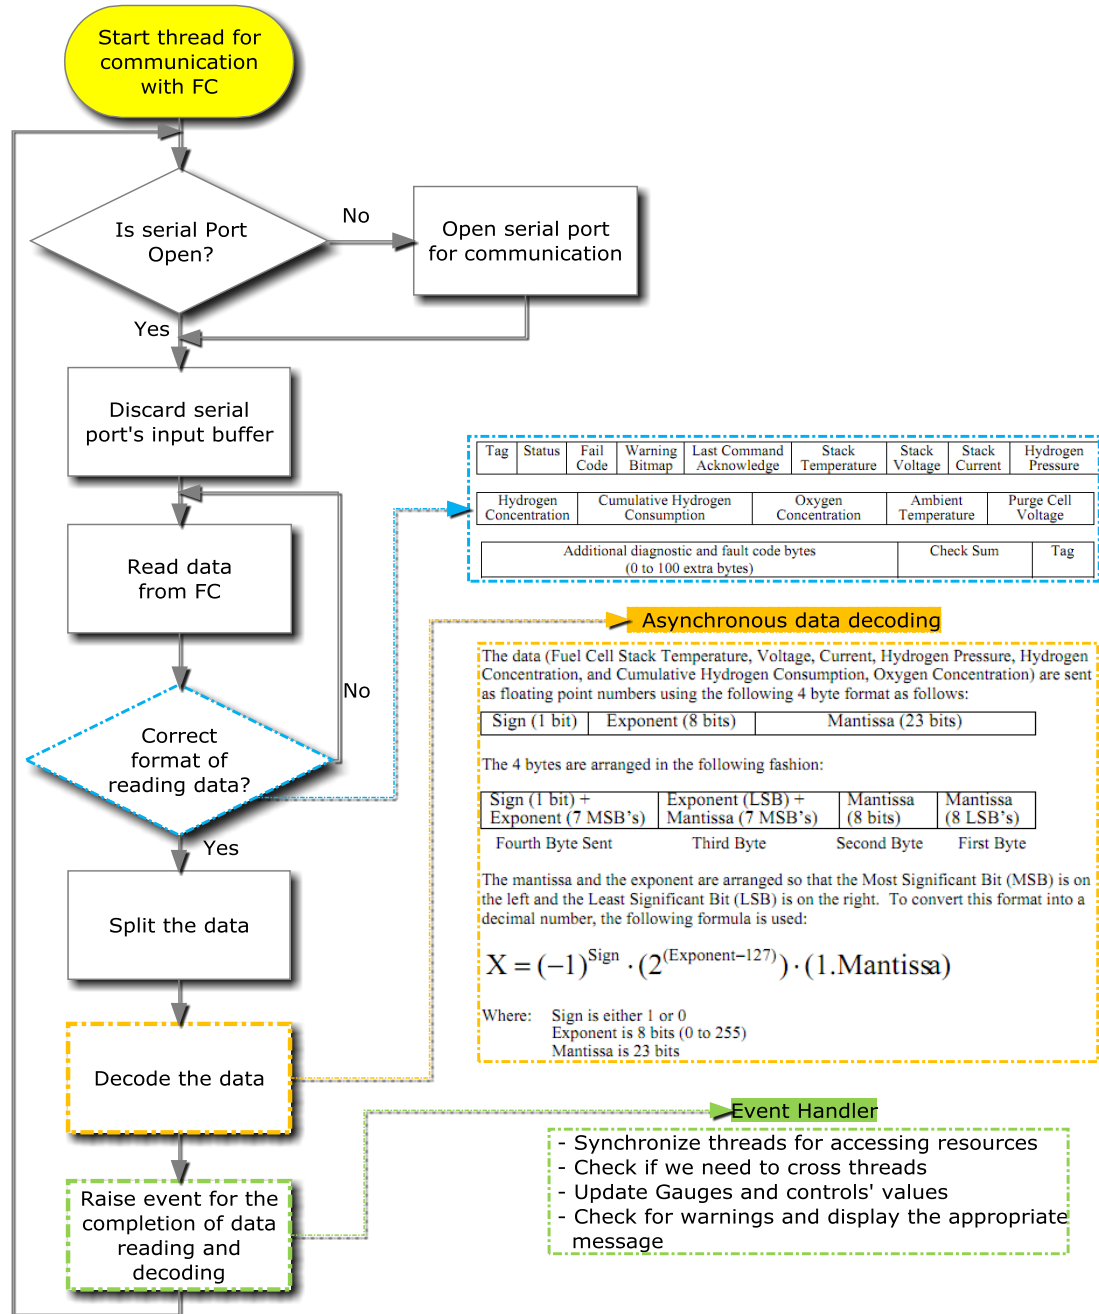 Start thread for
communication
with FC
Is serial Port
Open?
No
Open serial port
for communication
Yes
Discard serial
port's input buffer
Tag Status Fail Code Warning Bitmap Last Command Acknowledge Stack Temperature Stack Voltage Stack Current Hydrogen Pressure
Hydrogen Concentration Cumulative Hydrogen Consumption Oxygen Concentration Ambient Temperature Purge Cell Voltage
Additional diagnostic and fault code bytes
(0 to 100 extra bytes)
Check Sum
Tag
Read data
from FC
No
Correct
format of
reading data?
Yes
Split the data
Asynchronous data decoding
The data (Fuel Cell Stack Temperature, Voltage, Current, Hydrogen Pressure, Hydrogen
Concentration, and Cumulative Hydrogen Consumption, Oxygen Concentration) are sent
as floating point numbers using the following 4 byte format as follows:
Sign (1 bit) Exponent (8 bits) Mantissa (23 bits)
The 4 bytes are arranged in the following fashion:
Sign (1 bit) + Exponent (LSB) + Mantissa Mantissa
Exponent (7 MSB's) Mantissa (7 MSB's) (8 bits) (8 LSB's)
Fourth Byte Sent Third Byte Second Byte First Byte
The mantissa and the exponent are arranged so that the Most Significant Bit (MSB) is on
the left and the Least Significant Bit (LSB) is on the right. To convert this format into a
decimal number, the following formula is used:
X = (−1)^Sign · (2^(Exponent−127)) · (1.Mantissa)
Where: Sign is either 1 or 0
Exponent is 8 bits (0 to 255)
Mantissa is 23 bits
Decode the data
Raise event for the
completion of data
reading and
decoding
Event Handler
- Synchronize threads for accessing resources
- Check if we need to cross threads
- Update Gauges and controls' values
- Check for warnings and display the appropriate
message